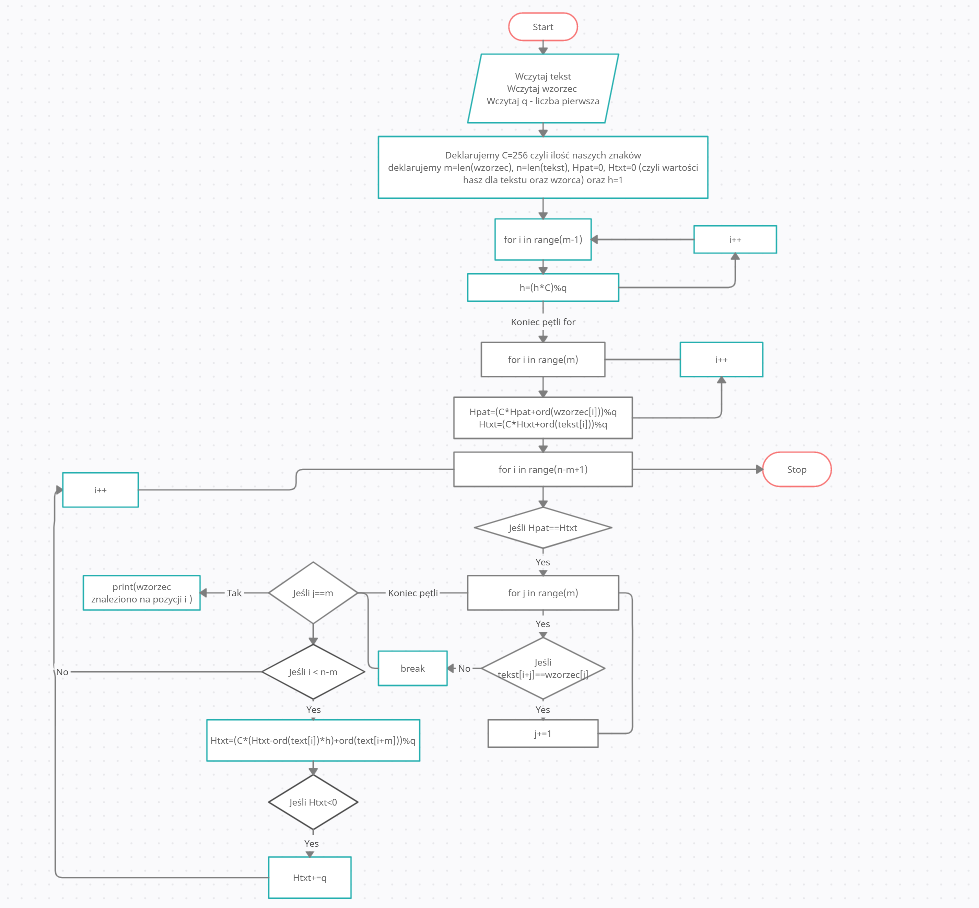 Start
Wczytaj tekst
Wczytaj wzorzec
Wczytaj q - liczba pierwsza
Deklarujemy C=256 czyli ilość naszych znaków
deklarujemy m=len(wzorzec), n=len(tekst), Hpat=0, Htxt=0 (czyli wartości
hasz dla tekstu oraz wzorca) oraz h=1
for i in range(m-1)
i++
h=(h*C)%q
Koniec pętli for
for i in range(m)
i++
Hpat=(C*Hpat+ord(wzorzec[i]))%q
Htxt=(C*Htxt+ord(tekst[i]))%q
for i in range(n-m+1)
Stop
i++
Jeśli Hpat==Htxt
Yes
for j in range(m)
Koniec pętli
Jeśli j==m
Tak
print(wzorzec
znaleziono na pozycji i )
Yes
Jeśli
tekst[i+j]==wzorzec[j]
No
break
Jeśli i < n-m
No
Yes
Yes
j+=1
Htxt=(C*(Htxt-ord(text[i])*h)+ord(text[i+m]))%q
Jeśli Htxt<0
Yes
Htxt+=q